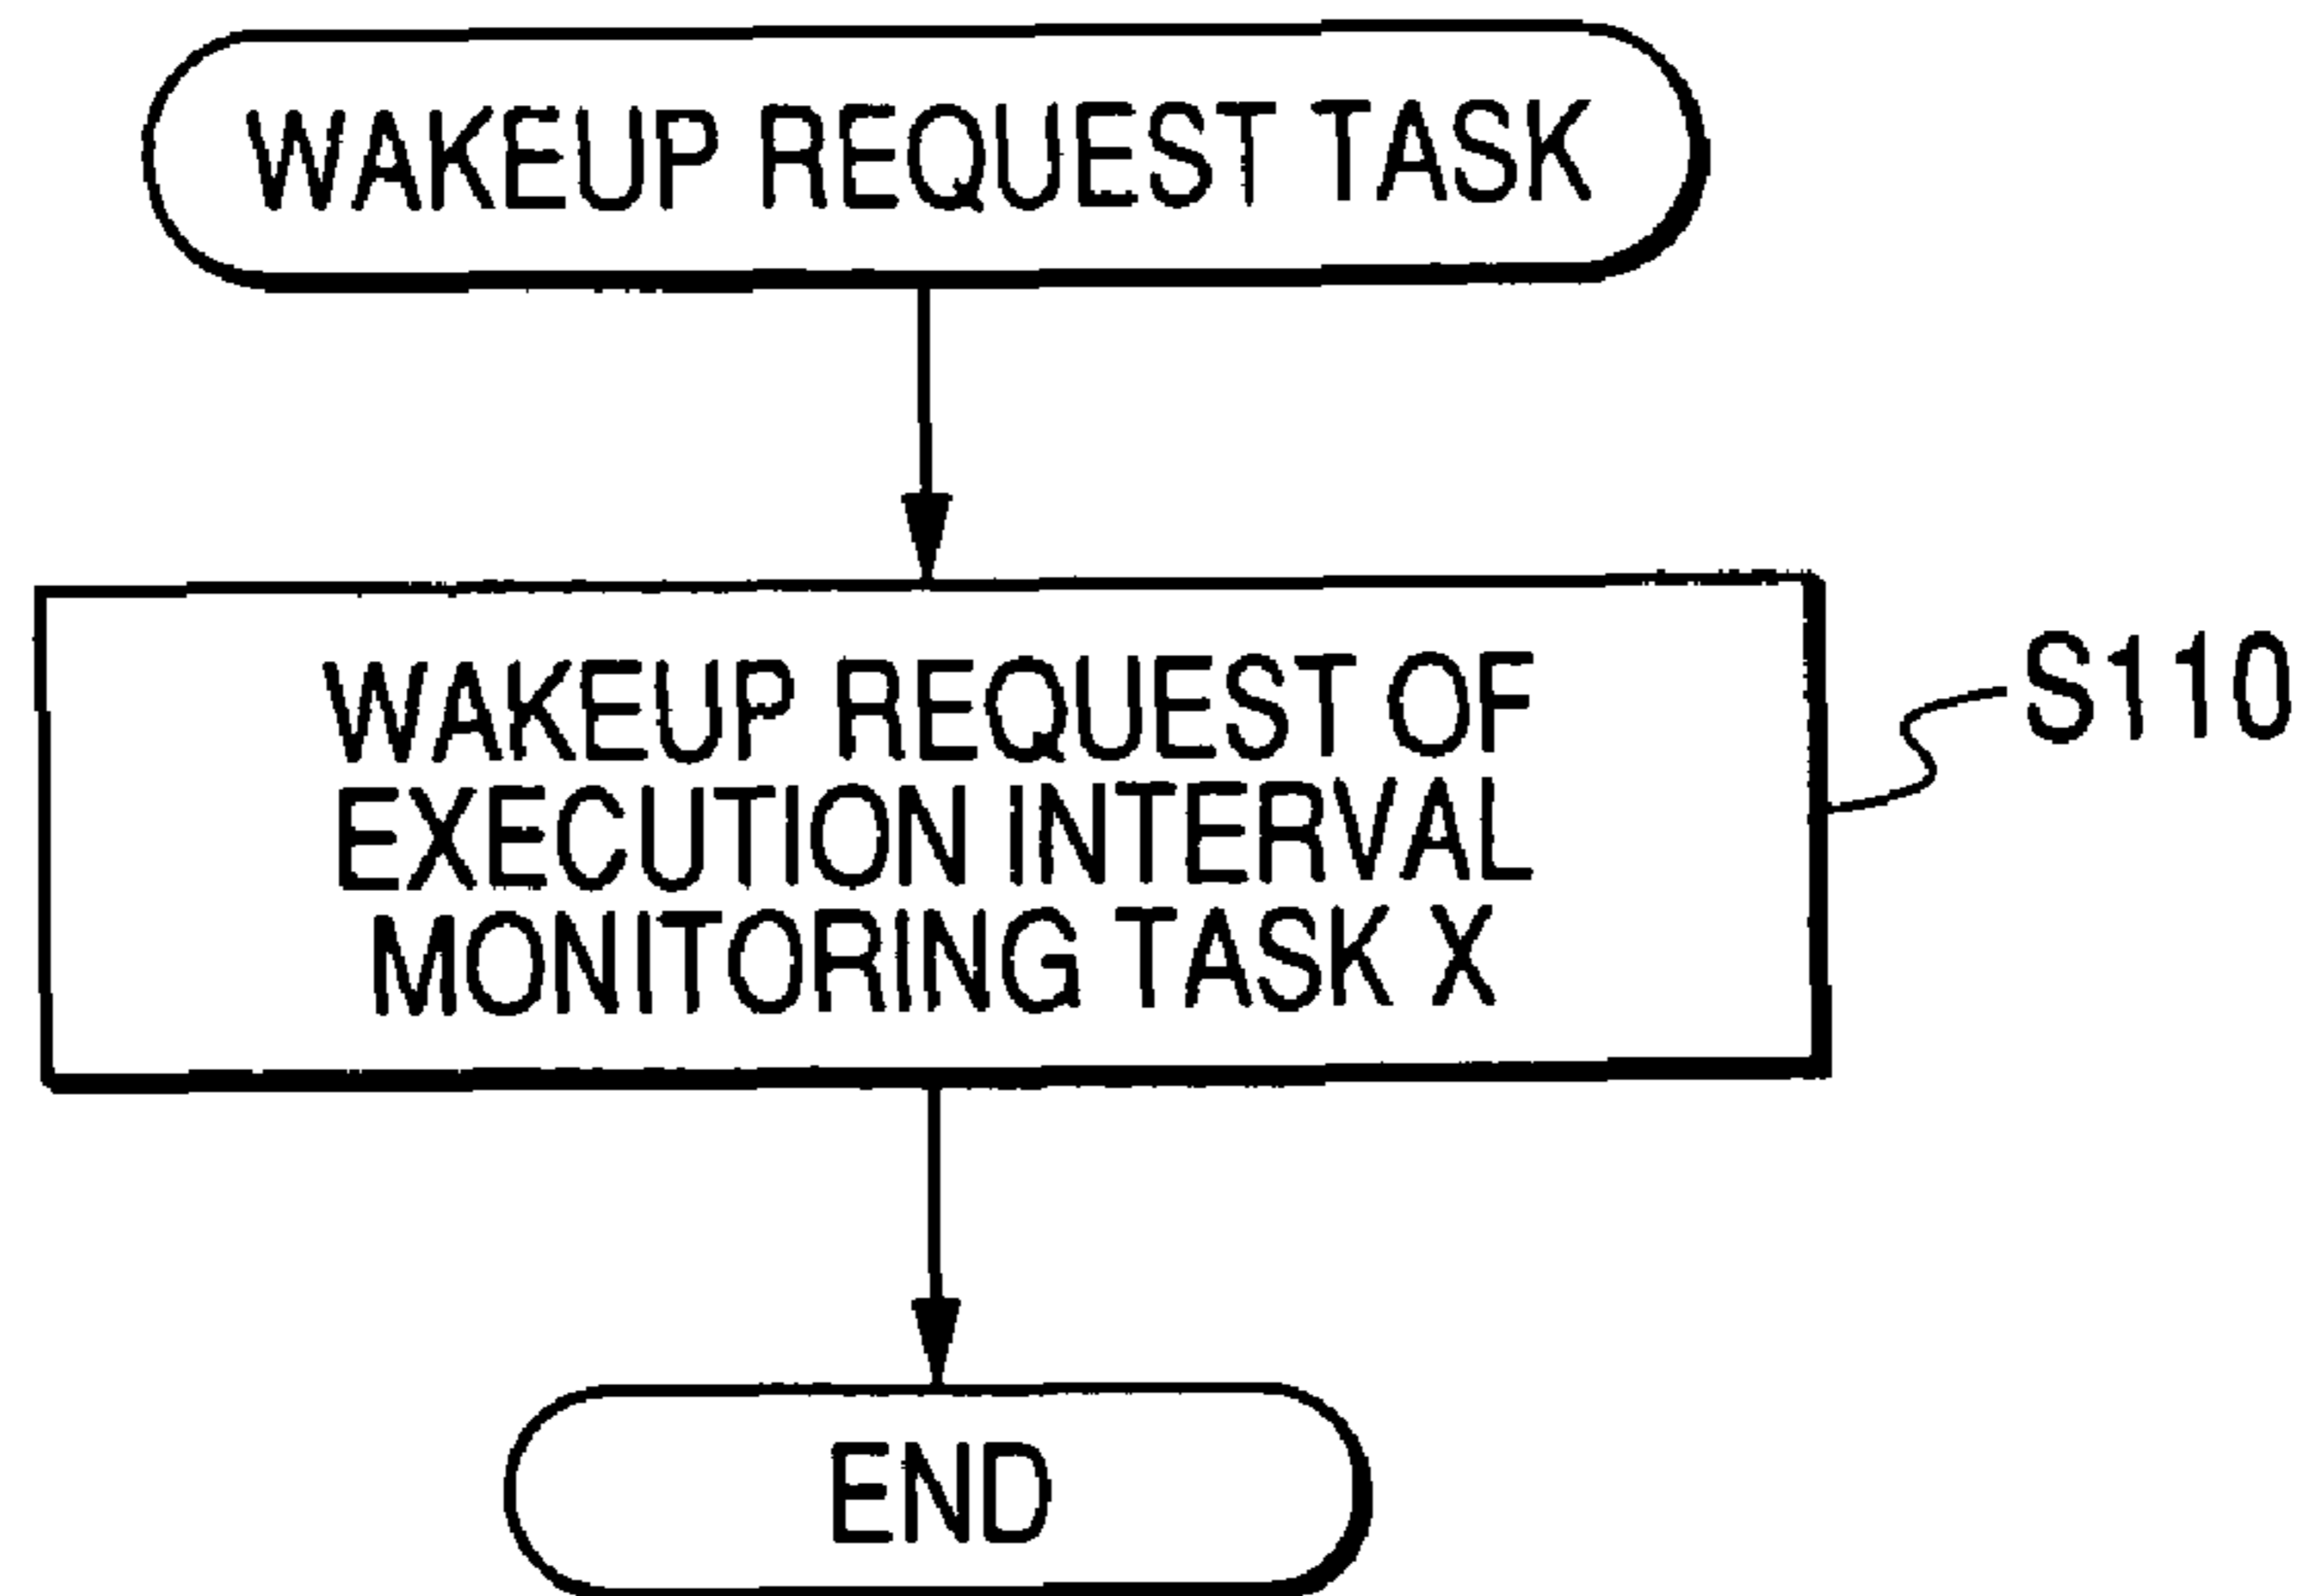 WAKEUP REQUEST TASK
WAKEUP REQUEST OF
EXECUTION INTERVAL
MONITORING TASK X
S110
END